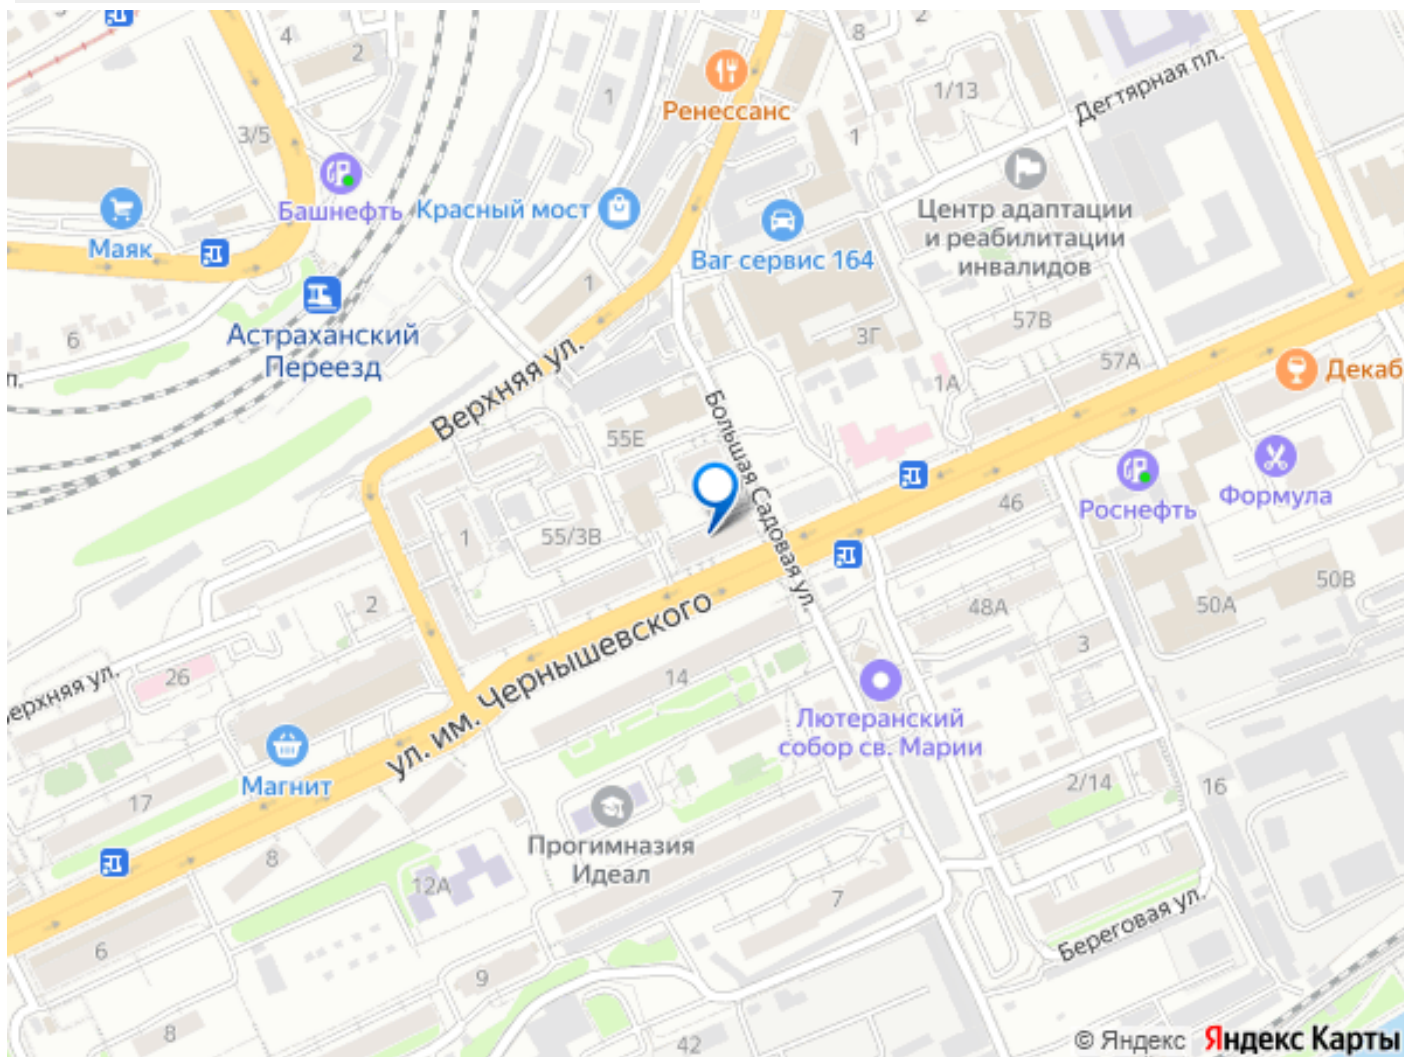 4
2
8
2
Ренессанс
1/13
Дегтярная пл.
1
1
3/5
Башнефть
Красный мост
Маяк
Ваг сервис 164
Центр адаптации
и реабилитации
инвалидов
1
6
Астраханский
Переезд
57В
3Г
57А
1А
Декаб
л.
Верхняя ул.
55Е
Большая Садовая ул.
46
Роснефть
Формула
1
55/3В
2
48А
50А
50В
3
26
ерхняя ул.
ул. им. Чернышевского
14
Лютеранский
собор св. Марии
Магнит
17
2/14
16
Прогимназия
Идеал
8
12А
7
Береговая ул.
6
9
8
42
© Яндекс Яндекс Карты